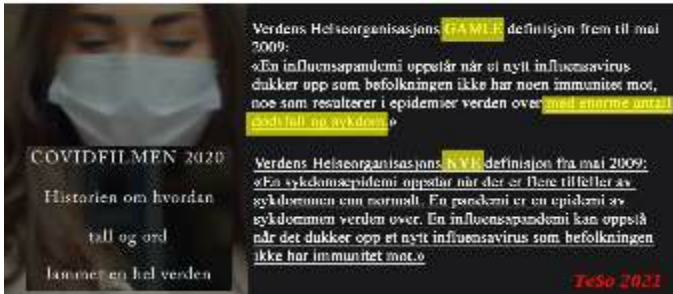 Verdens Helseorganisasjons GAMLE definisjon frem til mai
2009:
«En influensapandemi oppstår når et nytt influensavirus
dukker opp som befolkningen ikke har noen immunitet mot,
noe som resulterer i epidemier verden over med enorme antall
dødsfall og sykdom.»
Verdens Helseorganisasjons NYE definisjon fra mai 2009:
«En sykdomsepidemi oppstår når der er flere tilfeller av
sykdommen enn normalt. En pandemi er en epidemi av
sykdommen verden over. En influensapandemi kan oppstå
når det dukker opp et nytt influensavirus som befolkningen
ikke har immunitet mot.»
COVIDFILMEN 2020
Historien om hvordan
tall og ord
lammet en hel verden
TeSo 2021